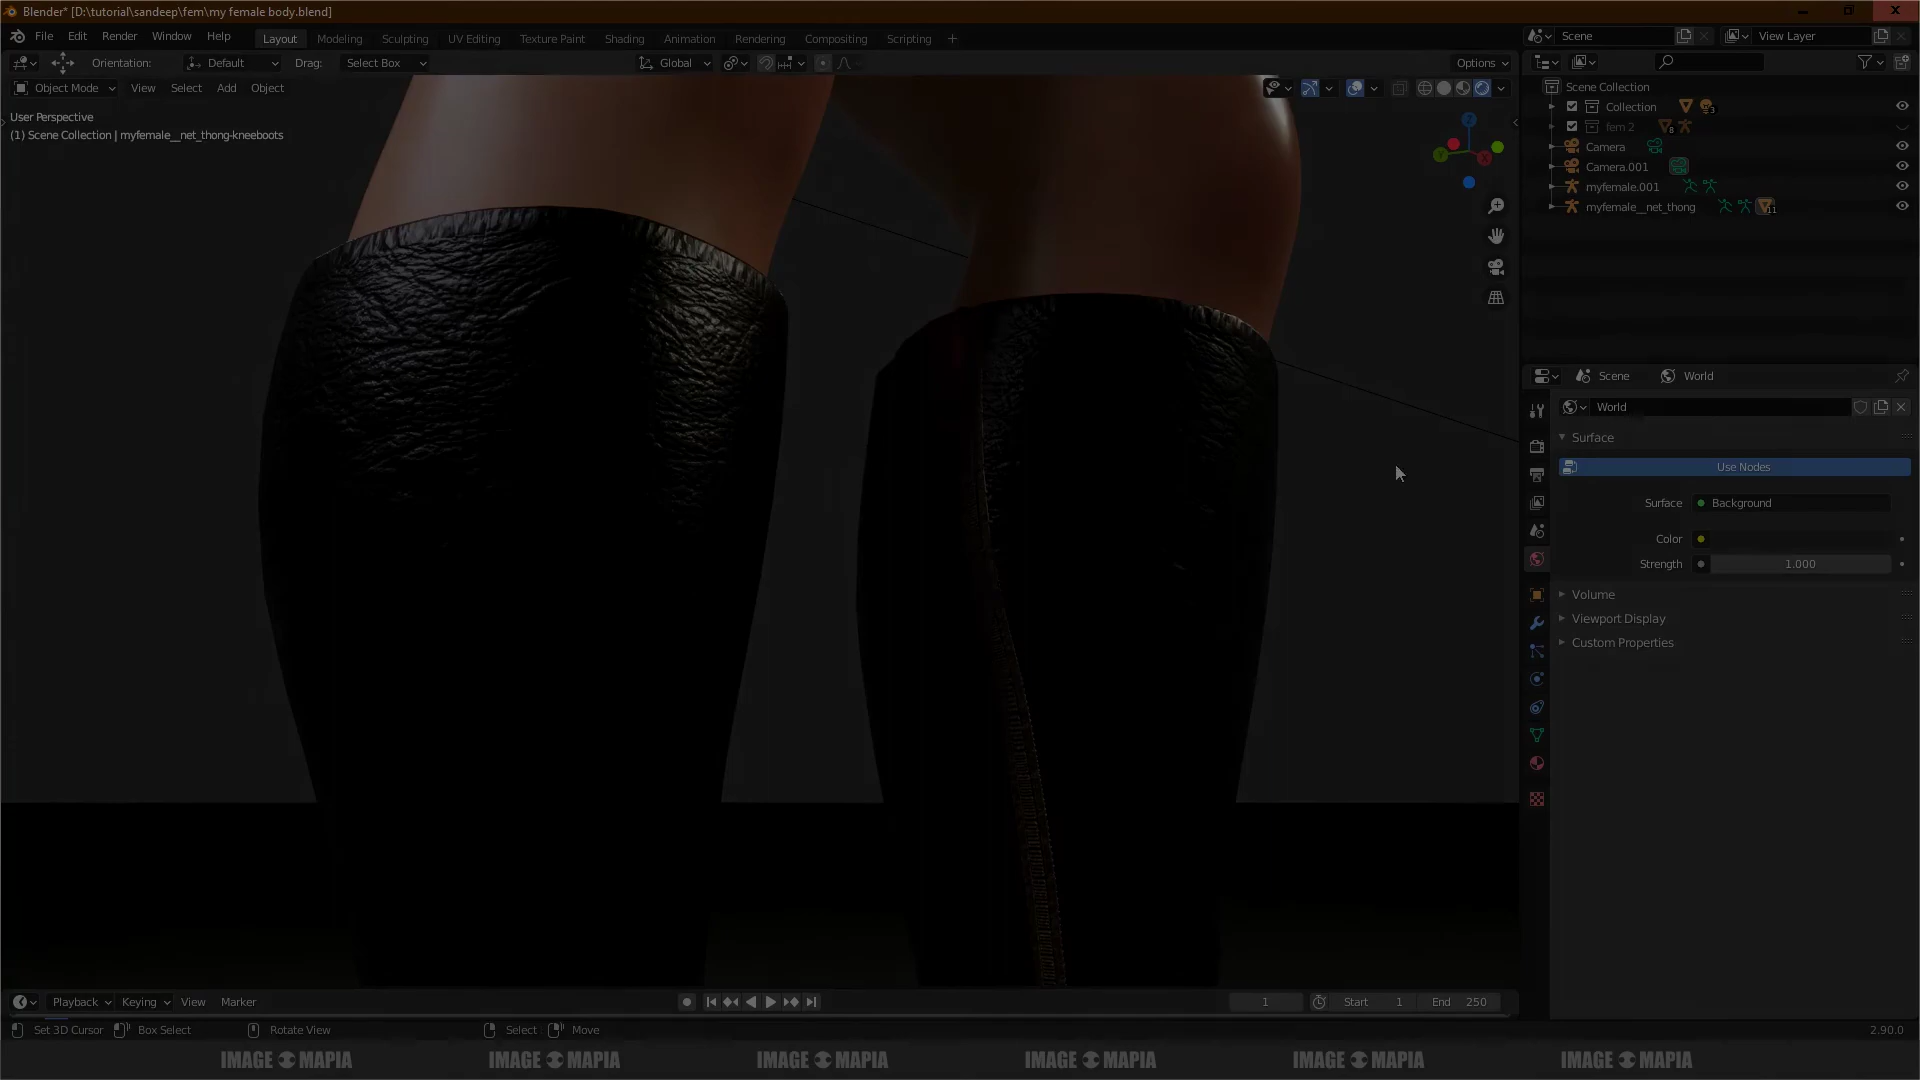 Blender* [D:\tutorial\sandeep\fem\my female body.blend]
File Edit Render Window Help Layout Modeling Sculpting UV Editing Texture Paint Shading Animation Rendering Compositing Scripting + Scene View Layer
Orientation: Default Drag: Select Box Global Options
Object Mode View Select Add Object
User Perspective
(1) Scene Collection | myfemale__net_thong-kneeboots
Scene Collection
Collection 3
fem 2 8
Camera
Camera.001
myfemale.001
myfemale__net_thong 11
Scene World
World
Surface
Use Nodes
Surface Background
Color
Strength 1.000
Volume
Viewport Display
Custom Properties
Playback Keying View Marker 1 Start 1 End 250
Set 3D Cursor Box Select Rotate View Select Move 2.90.0
IMAGE MAPIA IMAGE MAPIA IMAGE MAPIA IMAGE MAPIA IMAGE MAPIA IMAGE MAPIA